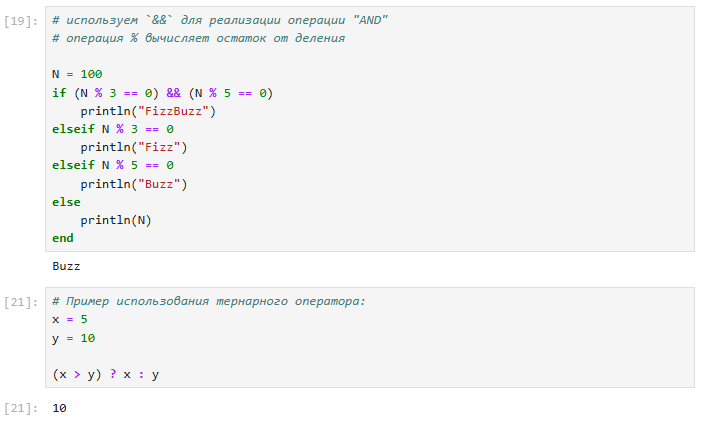 [19]:
# используем `&&` для реализации операции "AND"
# операция % вычисляет остаток от деления
N = 100
if (N % 3 == 0) && (N % 5 == 0)
    println("FizzBuzz")
elseif N % 3 == 0
    println("Fizz")
elseif N % 5 == 0
    println("Buzz")
else
    println(N)
end
Buzz
[21]:
# Пример использования тернарного оператора:
x = 5
y = 10
(x > y) ? x : y
[21]:
10